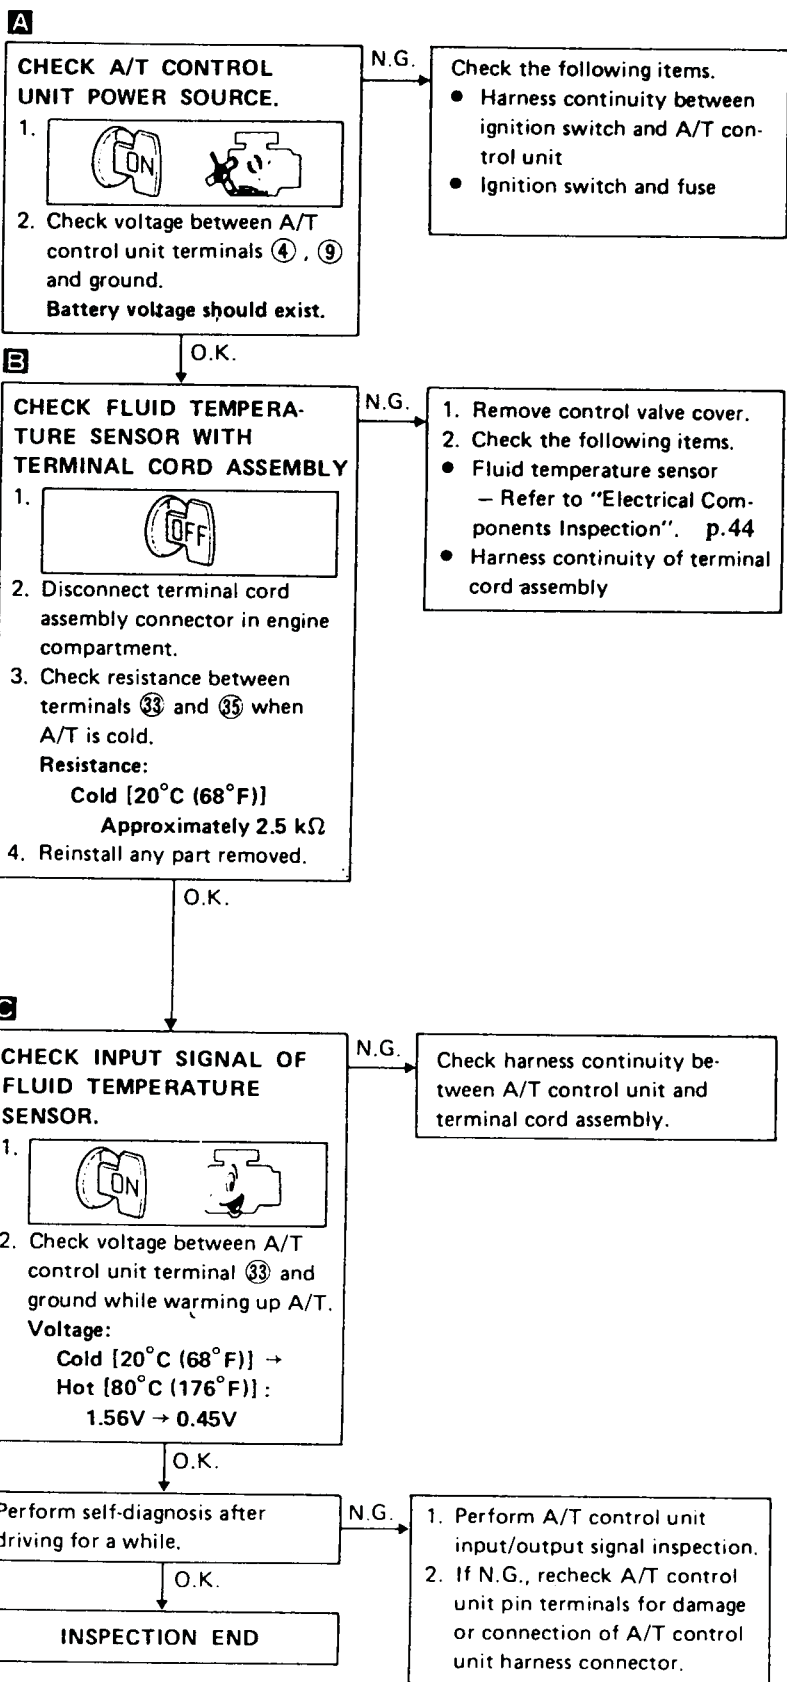 A
CHECK A/T CONTROL
UNIT POWER SOURCE.
1.
ON
2. Check voltage between A/T
control unit terminals ④, ⑨
and ground.
Battery voltage should exist.
N.G.
Check the following items.
● Harness continuity between
ignition switch and A/T con-
trol unit
● Ignition switch and fuse
O.K.
B
CHECK FLUID TEMPERA-
TURE SENSOR WITH
TERMINAL CORD ASSEMBLY
1.
OFF
2. Disconnect terminal cord
assembly connector in engine
compartment.
3. Check resistance between
terminals ㉝ and ㉟ when
A/T is cold.
Resistance:
Cold [20°C (68°F)]
Approximately 2.5 kΩ
4. Reinstall any part removed.
N.G.
1. Remove control valve cover.
2. Check the following items.
● Fluid temperature sensor
– Refer to “Electrical Com-
ponents Inspection”. p.44
● Harness continuity of terminal
cord assembly
O.K.
C
CHECK INPUT SIGNAL OF
FLUID TEMPERATURE
SENSOR.
1.
ON
2. Check voltage between A/T
control unit terminal ㉝ and
ground while warming up A/T.
Voltage:
Cold [20°C (68°F)] →
Hot [80°C (176°F)] :
1.56V → 0.45V
N.G.
Check harness continuity be-
tween A/T control unit and
terminal cord assembly.
O.K.
Perform self-diagnosis after
driving for a while.
N.G.
1. Perform A/T control unit
input/output signal inspection.
2. If N.G., recheck A/T control
unit pin terminals for damage
or connection of A/T control
unit harness connector.
O.K.
INSPECTION END